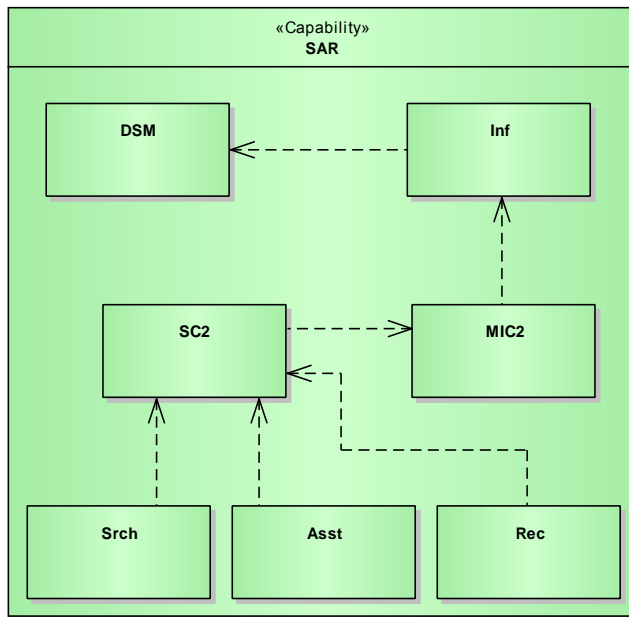 «Capability»
SAR
DSM
Inf
SC2
MIC2
Srch
Asst
Rec